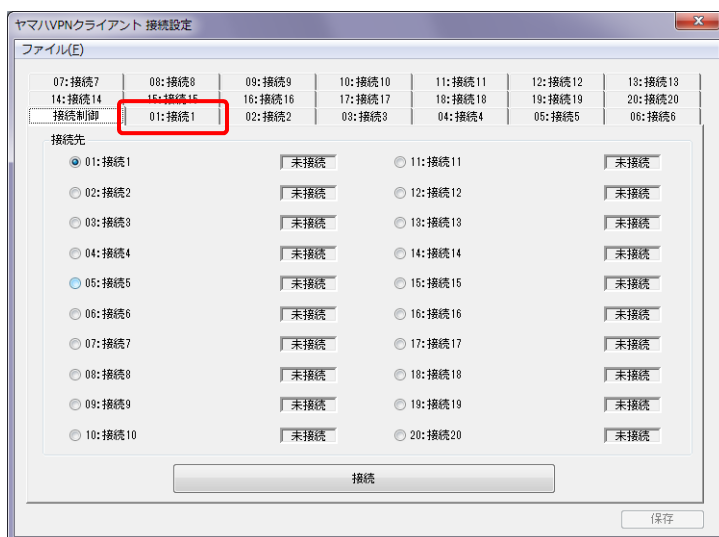 ヤマハVPNクライアント 接続設定
ファイル(F)
07:接続7 08:接続8 09:接続9 10:接続10 11:接続11 12:接続12 13:接続13
14:接続14 15:接続15 16:接続16 17:接続17 18:接続18 19:接続19 20:接続20
接続制御 01:接続1 02:接続2 03:接続3 04:接続4 05:接続5 06:接続6
接続先
01:接続1 未接続 11:接続11 未接続
02:接続2 未接続 12:接続12 未接続
03:接続3 未接続 13:接続13 未接続
04:接続4 未接続 14:接続14 未接続
05:接続5 未接続 15:接続15 未接続
06:接続6 未接続 16:接続16 未接続
07:接続7 未接続 17:接続17 未接続
08:接続8 未接続 18:接続18 未接続
09:接続9 未接続 19:接続19 未接続
10:接続10 未接続 20:接続20 未接続
接続
保存